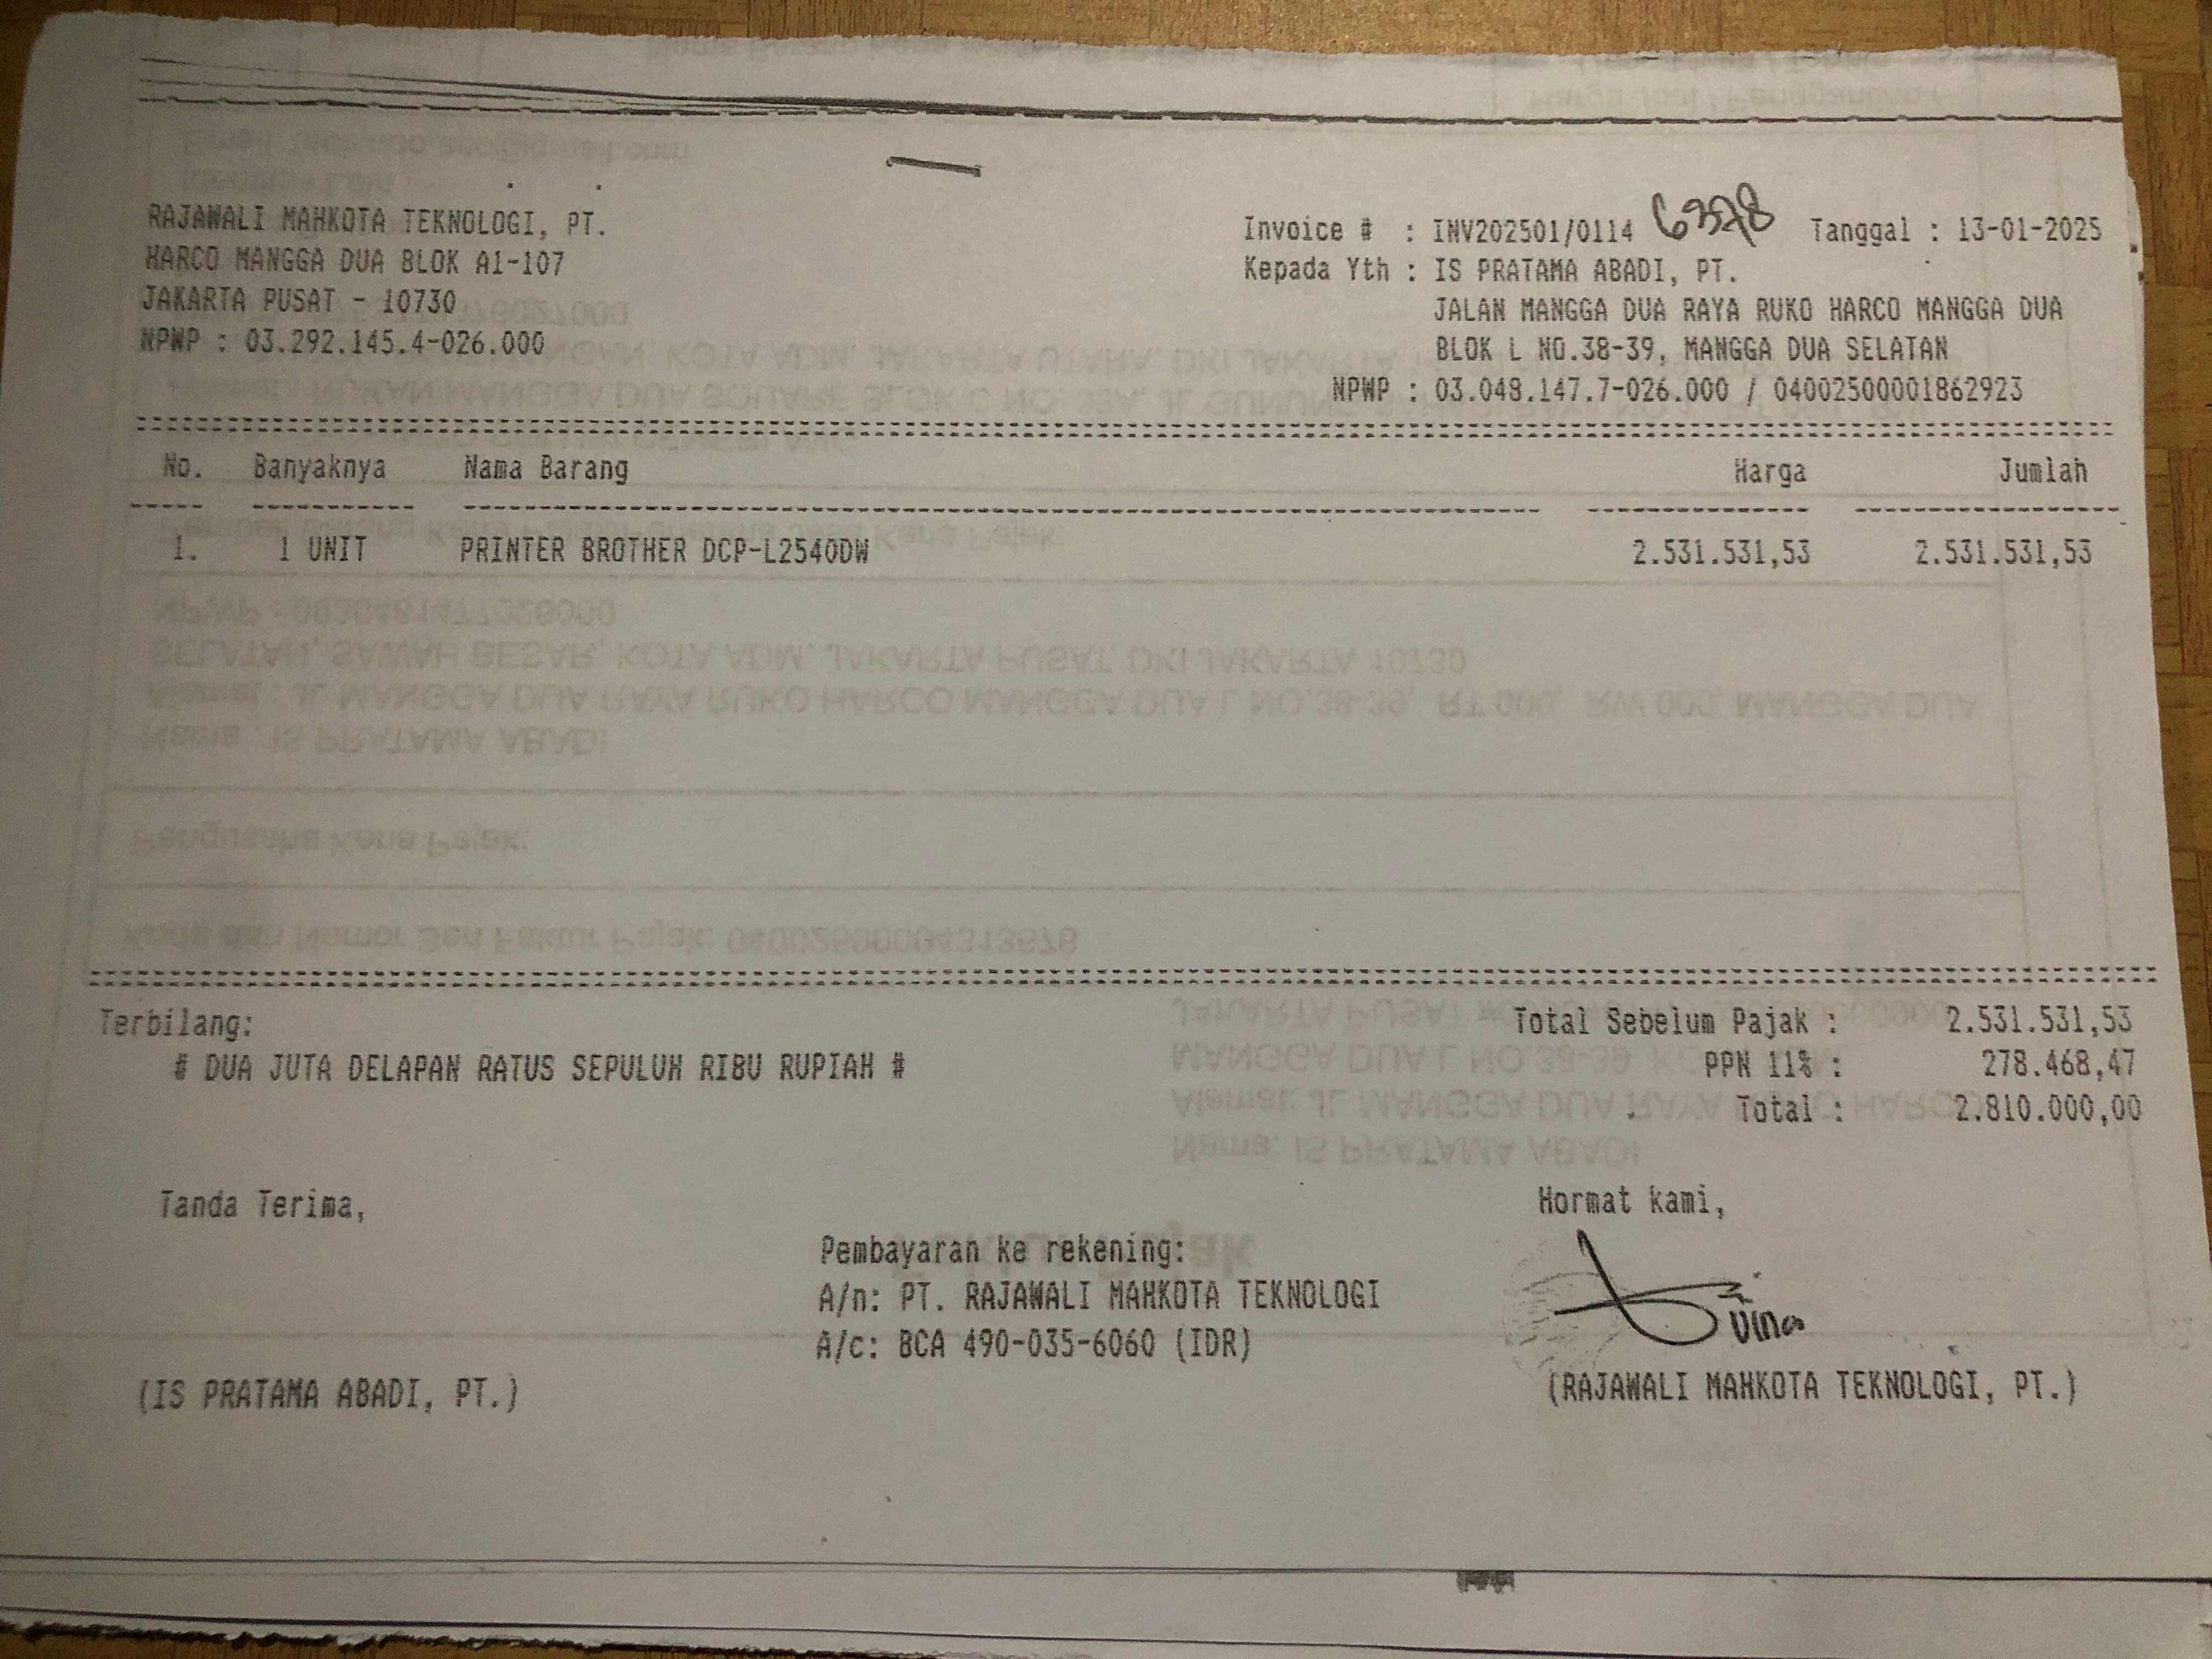 RAJAWALI MAHKOTA TEKNOLOGI, PT.
HARCO MANGGA DUA BLOK A1-107
JAKARTA PUSAT - 10730
NPWP : 03.292.145.4-026.000
Invoice # : INV202501/0114 6378 Tanggal : 13-01-2025
Kepada Yth : IS PRATAMA ABADI, PT.
JALAN MANGGA DUA RAYA RUKO HARCO MANGGA DUA
BLOK L NO.38-39, MANGGA DUA SELATAN
NPWP : 03.048.147.7-026.000 / 04002500001862923
No. Banyaknya Nama Barang Harga Jumlah
1. 1 UNIT PRINTER BROTHER DCP-L2540DW 2.531.531,53 2.531.531,53
Terbilang:
# DUA JUTA DELAPAN RATUS SEPULUH RIBU RUPIAH #
Total Sebelum Pajak : 2.531.531,53
PPN 11% : 278.468,47
Total : 2.810.000,00
Tanda Terima,
Hormat kami,
Pembayaran ke rekening:
A/n: PT. RAJAWALI MAHKOTA TEKNOLOGI
A/c: BCA 490-035-6060 (IDR)
Vina
(IS PRATAMA ABADI, PT.)
(RAJAWALI MAHKOTA TEKNOLOGI, PT.)